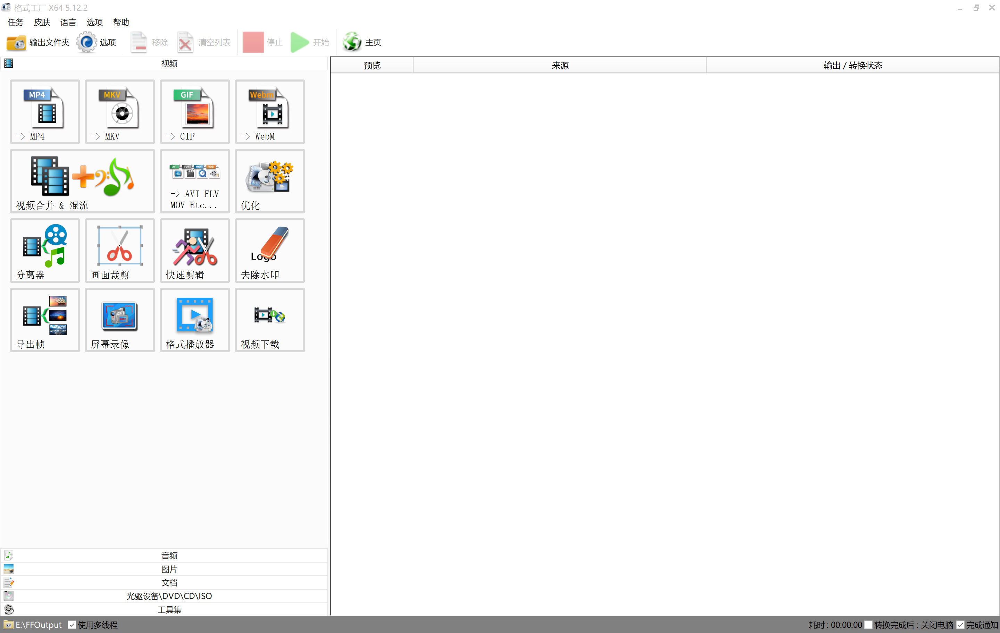 格式工厂 X64 5.12.2
任务 皮肤 语言 选项 帮助
输出文件夹 选项 移除 清空列表 停止 开始 主页
视频
预览 来源 输出 / 转换状态
MP4 MKV GIF Webm
-> MP4 -> MKV -> GIF -> WebM
AVI FLV MOV VOB
-> AVI FLV
MOV Etc...
视频合并 & 混流 优化
Logo
分离器 画面裁剪 快速剪辑 去除水印
导出帧 屏幕录像 格式播放器 视频下载
音频
图片
文档
光驱设备\DVD\CD\ISO
工具集
E:\FFOutput 使用多线程 耗时 : 00:00:00 转换完成后 : 关闭电脑 完成通知